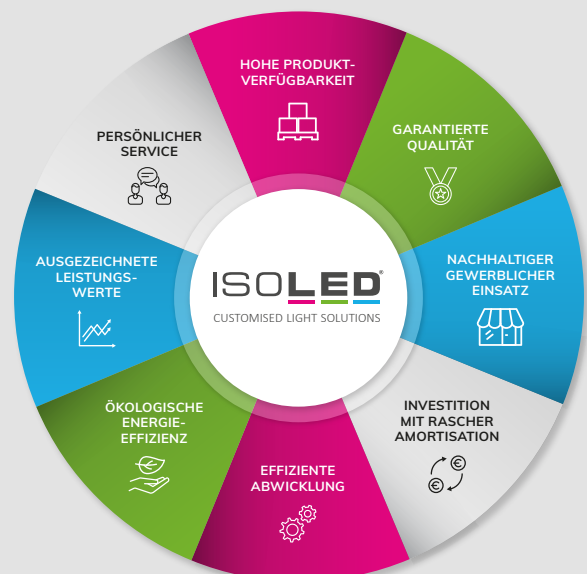 HOHE PRODUKT-
VERFÜGBARKEIT
GARANTIERTE
QUALITÄT
NACHHALTIGER
GEWERBLICHER
EINSATZ
INVESTITION
MIT RASCHER
AMORTISATION
€
€
EFFIZIENTE
ABWICKLUNG
ÖKOLOGISCHE
ENERGIE-
EFFIZIENZ
AUSGEZEICHNETE
LEISTUNGS-
WERTE
PERSÖNLICHER
SERVICE
ISOLED®
CUSTOMISED LIGHT SOLUTIONS